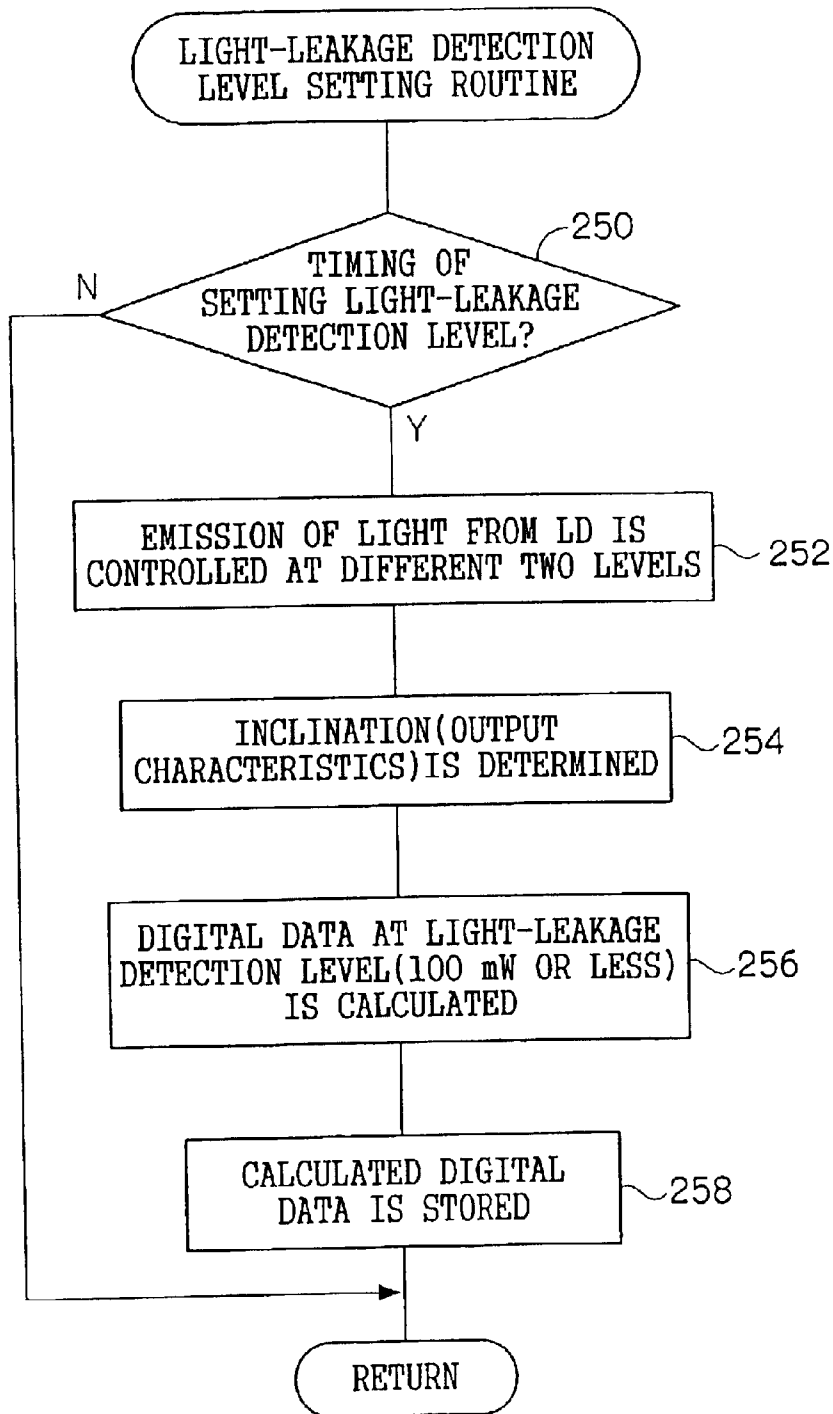 LIGHT-LEAKAGE DETECTION
LEVEL SETTING ROUTINE
250
N
TIMING OF
SETTING LIGHT-LEAKAGE
DETECTION LEVEL?
Y
EMISSION OF LIGHT FROM LD IS
CONTROLLED AT DIFFERENT TWO LEVELS
252
INCLINATION(OUTPUT
CHARACTERISTICS)IS DETERMINED
254
DIGITAL DATA AT LIGHT-LEAKAGE
DETECTION LEVEL(100 mW OR LESS)
IS CALCULATED
256
CALCULATED DIGITAL
DATA IS STORED
258
RETURN